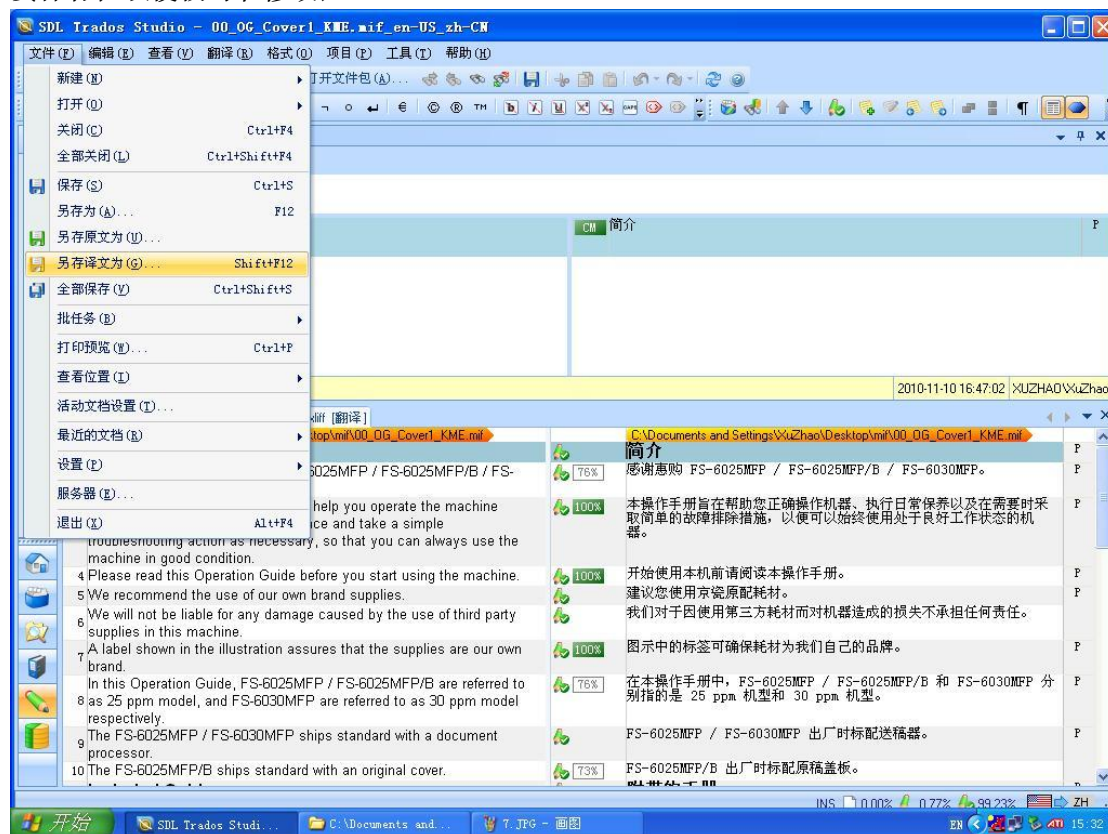 SDL Trados Studio - 00_OG_Cover1_KME.mif_en-US_zh-CN
文件(F) 编辑(E) 查看(V) 翻译(R) 格式(O) 项目(P) 工具(T) 帮助(H)
新建(N)
打开文件包(A)...
打开(O)
关闭(C) Ctrl+F4
全部关闭(L) Ctrl+Shift+F4
保存(S) Ctrl+S
另存为(A)... F12
另存原文为(U)...
另存译文为(G)... Shift+F12
全部保存(V) Ctrl+Shift+S
批任务(B)
打印预览(W)... Ctrl+P
查看位置(I)
活动文档设置(T)...
最近的文档(R)
设置(P)
服务器(E)...
退出(X) Alt+F4
CM 简介 P
2010-11-10 16:47:02 XUZHAO\XuZhao
xliff [翻译]
ktop\mif\00_OG_Cover1_KME.mif
C:\Documents and Settings\XuZhao\Desktop\mif\00_OG_Cover1_KME.mif
简介 P
6025MFP / FS-6025MFP/B / FS-
76% 感谢惠购 FS-6025MFP / FS-6025MFP/B / FS-6030MFP。 P
help you operate the machine
ce and take a simple
troubleshooting action as necessary, so that you can always use the
machine in good condition.
100% 本操作手册旨在帮助您正确操作机器、执行日常保养以及在需要时采 P
取简单的故障排除措施，以便可以始终使用处于良好工作状态的机
器。
4 Please read this Operation Guide before you start using the machine.
100% 开始使用本机前请阅读本操作手册。 P
5 We recommend the use of our own brand supplies.
建议您使用京瓷原配耗材。 P
6 We will not be liable for any damage caused by the use of third party
supplies in this machine.
我们对于因使用第三方耗材而对机器造成的损失不承担任何责任。
7 A label shown in the illustration assures that the supplies are our own
brand.
100% 图示中的标签可确保耗材为我们自己的品牌。 P
8 In this Operation Guide, FS-6025MFP / FS-6025MFP/B are referred to
as 25 ppm model, and FS-6030MFP are referred to as 30 ppm model
respectively.
76% 在本操作手册中，FS-6025MFP / FS-6025MFP/B 和 FS-6030MFP 分 P
别指的是 25 ppm 机型和 30 ppm 机型。
9 The FS-6025MFP / FS-6030MFP ships standard with a document
processor.
FS-6025MFP / FS-6030MFP 出厂时标配送稿器。 P
10 The FS-6025MFP/B ships standard with an original cover.
73% FS-6025MFP/B 出厂时标配原稿盖板。 P
INS 0.00% 0.77% 99.23% ZH
开始 SDL Trados Studi... C:\Documents and... 7.JPG - 画图 EN 15:32